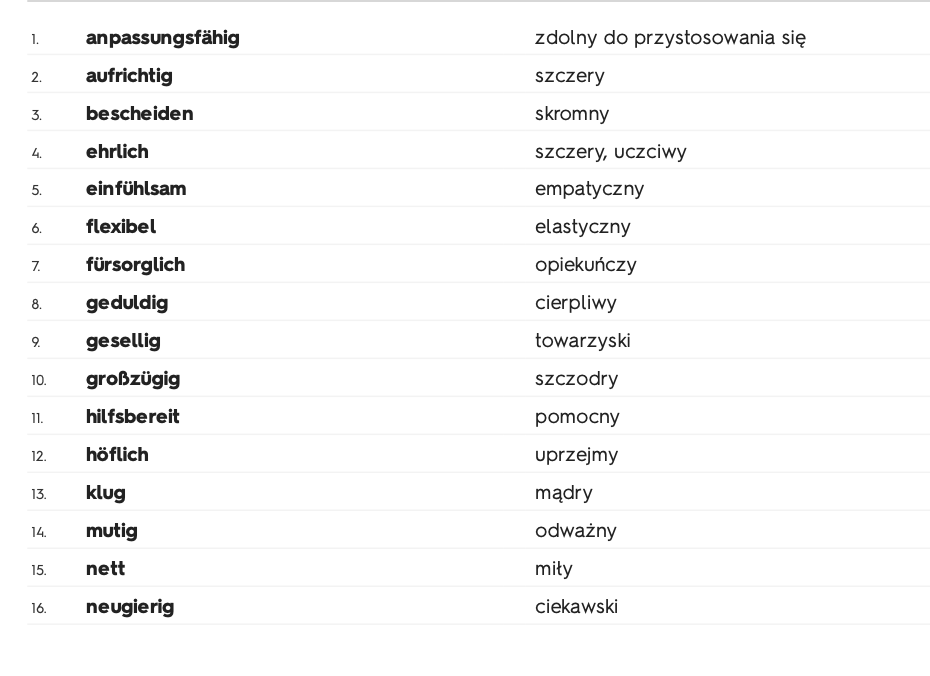 1. anpassungsfähig zdolny do przystosowania się
2. aufrichtig szczery
3. bescheiden skromny
4. ehrlich szczery, uczciwy
5. einfühlsam empatyczny
6. flexibel elastyczny
7. fürsorglich opiekuńczy
8. geduldig cierpliwy
9. gesellig towarzyski
10. großzügig szczodry
11. hilfsbereit pomocny
12. höflich uprzejmy
13. klug mądry
14. mutig odważny
15. nett miły
16. neugierig ciekawski